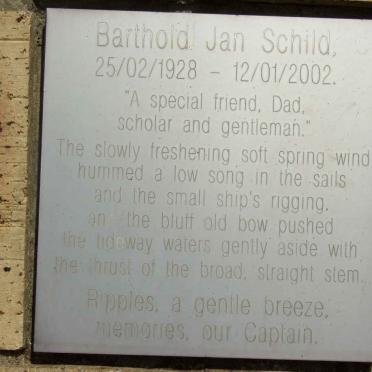 Barthold Jan Schild,
25/02/1928 - 12/01/2002.
"A special friend, Dad,
scholar and gentleman."
The slowly freshening soft spring wind
hummed a low song in the sails
and the small ship's rigging,
and the bluff old bow pushed
the tideway waters gently aside with
the thrust of the broad, straight stem...
Ripples, a gentle breeze,
memories, our Captain.